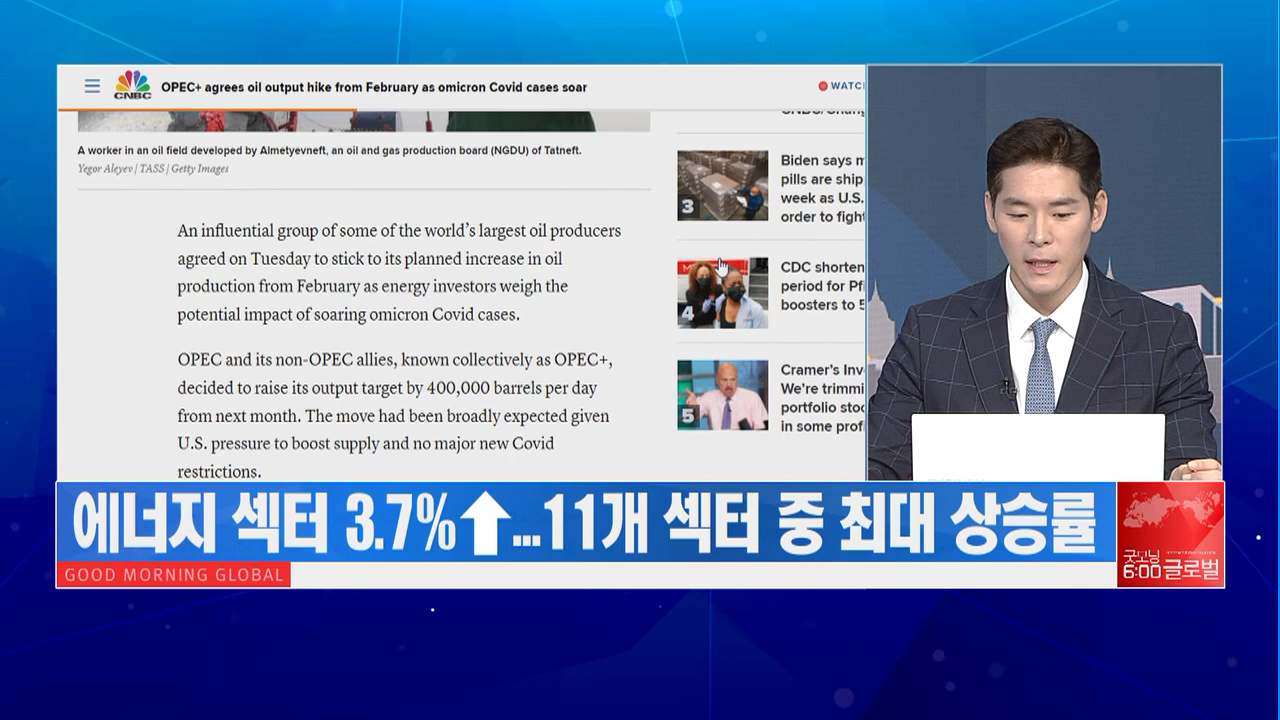 CNBC
OPEC+ agrees oil output hike from February as omicron Covid cases soar
WATC
A worker in an oil field developed by Almetyevneft, an oil and gas production board (NGDU) of Tatneft.
Yegor Aleyev | TASS | Getty Images
An influential group of some of the world's largest oil producers
agreed on Tuesday to stick to its planned increase in oil
production from February as energy investors weigh the
potential impact of soaring omicron Covid cases.
OPEC and its non-OPEC allies, known collectively as OPEC+,
decided to raise its output target by 400,000 barrels per day
from next month. The move had been broadly expected given
U.S. pressure to boost supply and no major new Covid
restrictions.
3
Biden says m
pills are ship
week as U.S.
order to fight
4
CDC shorten
period for Pf
boosters to 5
5
Cramer's Inv
We're trimmi
portfolio stoc
in some prof
에너지 섹터 3.7%⬆...11개 섹터 중 최대 상승률
GOOD MORNING GLOBAL
굿모닝
6:00 글로벌